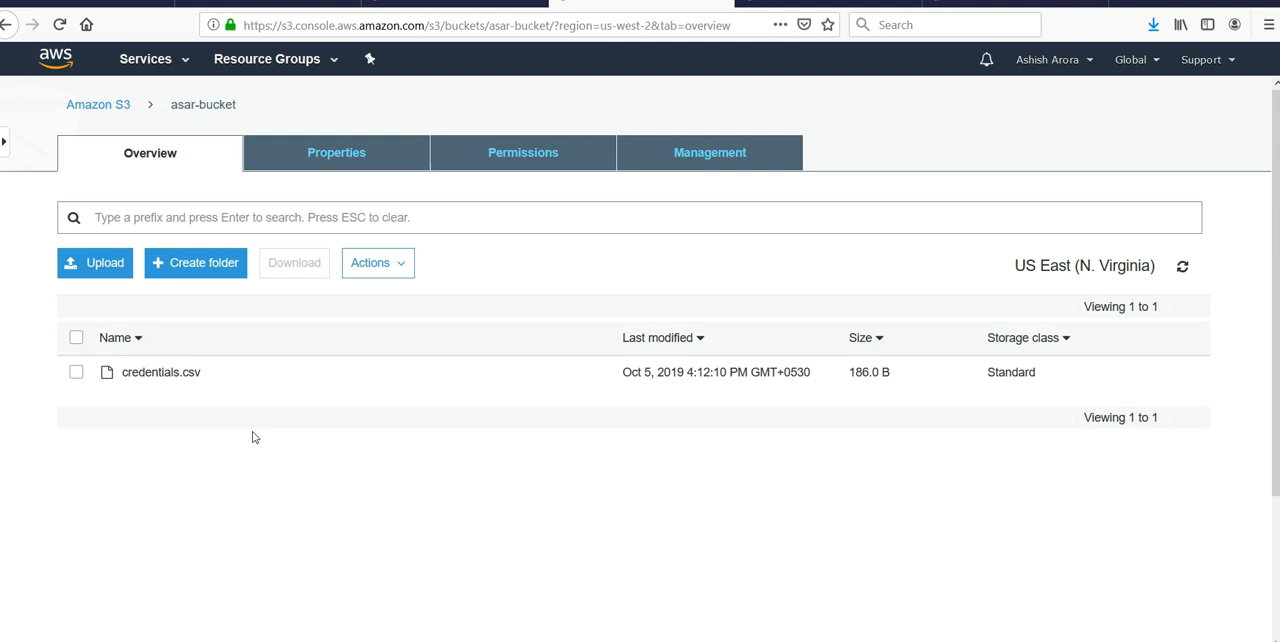 https://s3.console.aws.amazon.com/s3/buckets/asar-bucket/?region=us-west-2&tab=overview
Search
aws Services Resource Groups Ashish Arora Global Support
Amazon S3 > asar-bucket
Overview Properties Permissions Management
Type a prefix and press Enter to search. Press ESC to clear.
Upload + Create folder Download Actions US East (N. Virginia)
Viewing 1 to 1
Name Last modified Size Storage class
credentials.csv Oct 5, 2019 4:12:10 PM GMT+0530 186.0 B Standard
Viewing 1 to 1